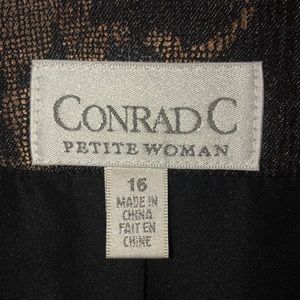 CONRAD C
PETITE WOMAN
16
MADE IN
CHINA
FAIT EN
CHINE